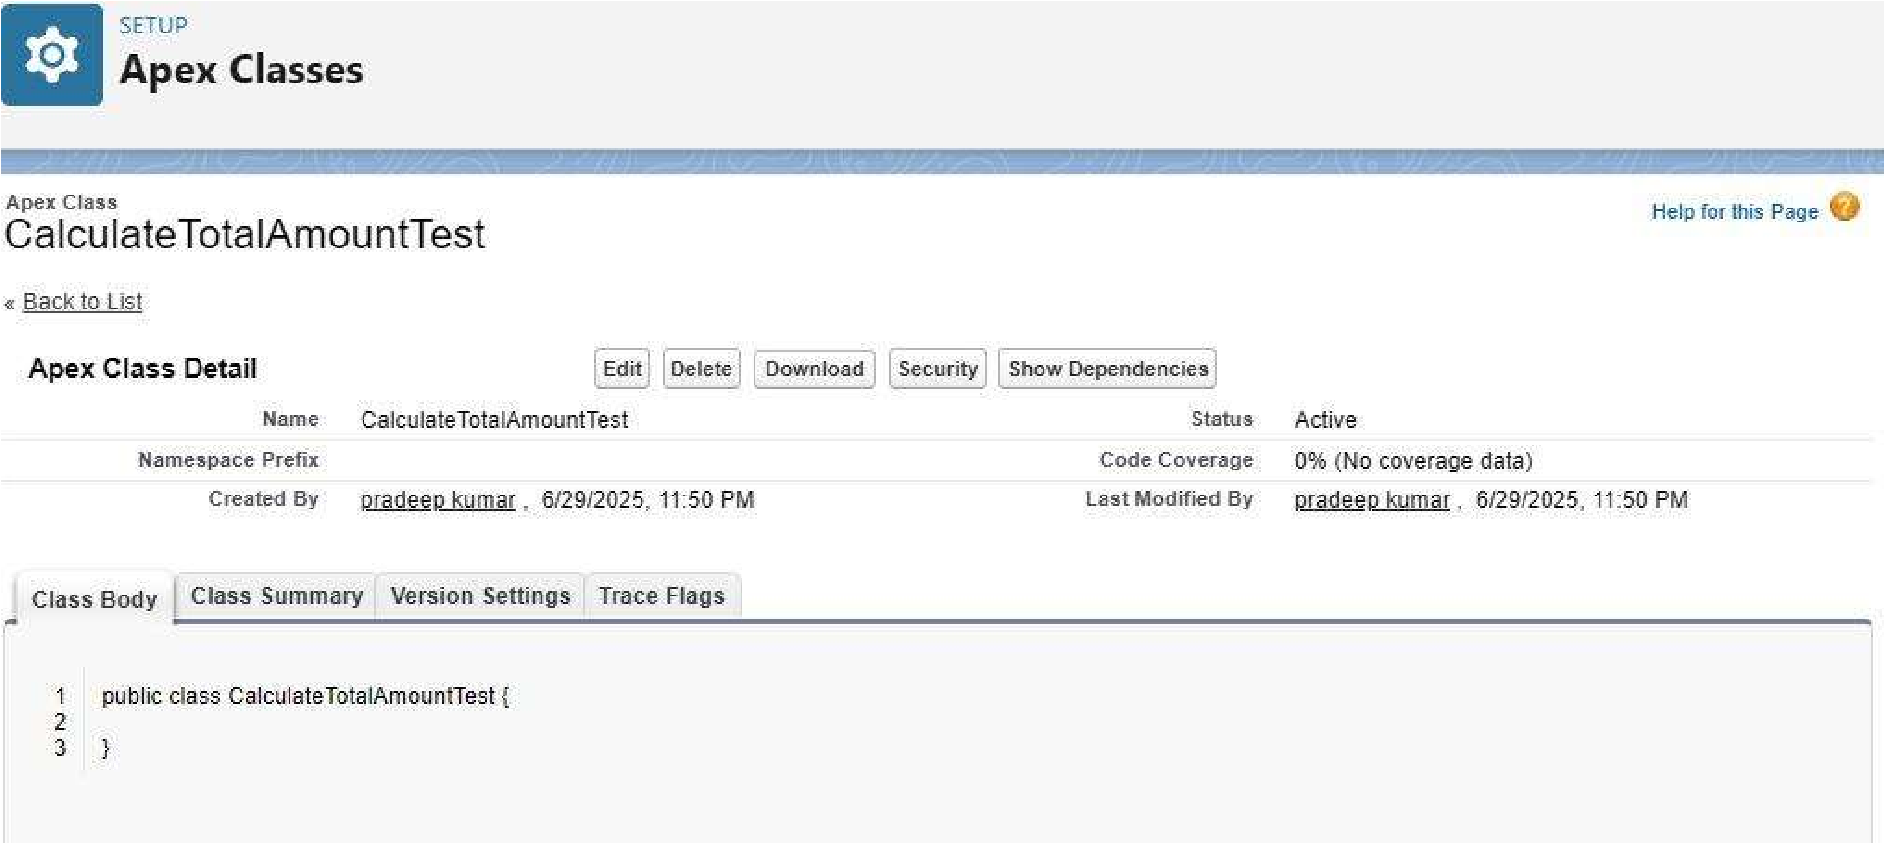 SETUP
Apex Classes
Apex Class
CalculateTotalAmountTest
Help for this Page
« Back to List
Apex Class Detail Edit Delete Download Security Show Dependencies
Name CalculateTotalAmountTest Status Active
Namespace Prefix Code Coverage 0% (No coverage data)
Created By pradeep kumar , 6/29/2025, 11:50 PM Last Modified By pradeep kumar , 6/29/2025, 11:50 PM
Class Body Class Summary Version Settings Trace Flags
1 public class CalculateTotalAmountTest {
2
3 }